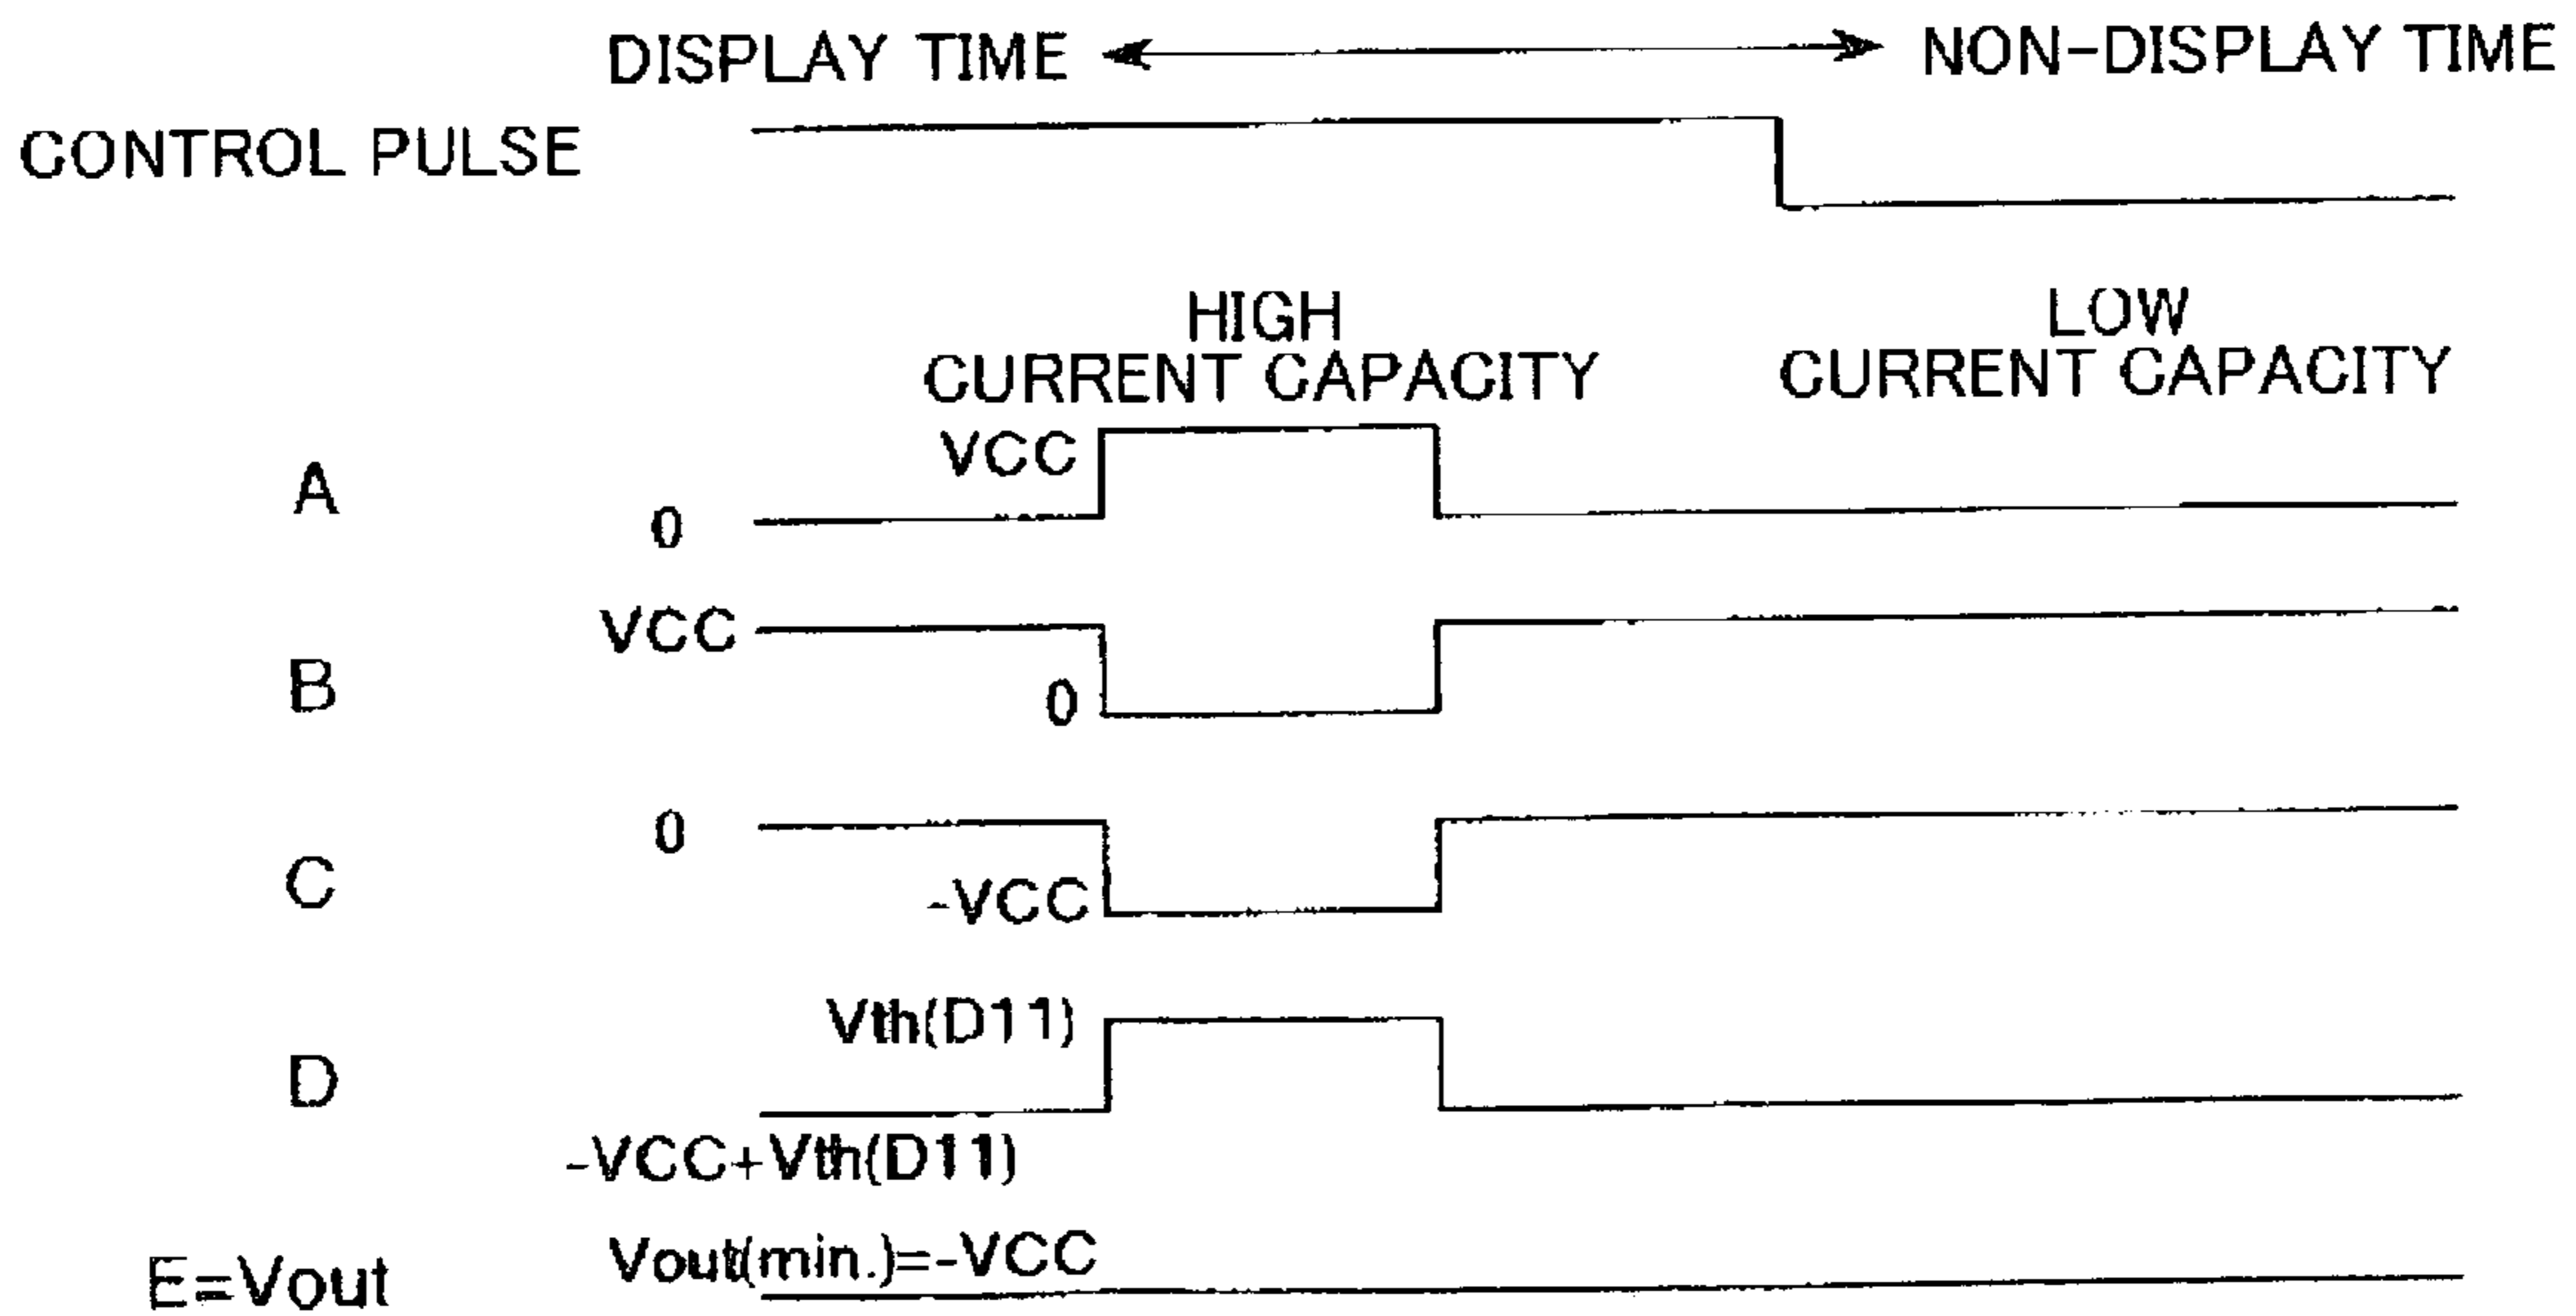 DISPLAY TIME NON-DISPLAY TIME
CONTROL PULSE
HIGH
CURRENT CAPACITY
LOW
CURRENT CAPACITY
A
VCC
0
B
VCC
0
C
0
-VCC
D
Vth(D11)
-VCC+Vth(D11)
E=Vout
Vout(min.)=-VCC